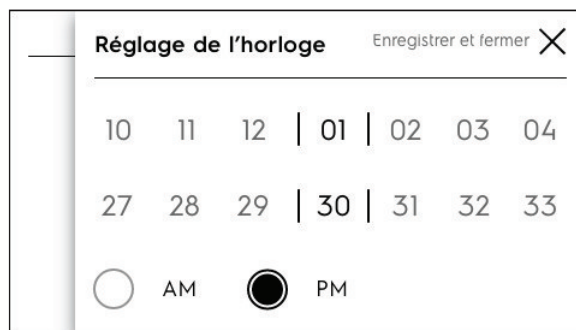 Réglage de l'horloge Enregistrer et fermer
10 11 12 01 02 03 04
27 28 29 30 31 32 33
AM PM